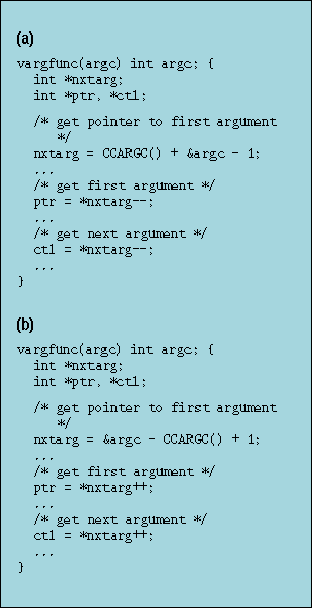 (a)
vargfunc(argc) int argc; {
int *nxtarg;
int *ptr, *ctl;
/* get pointer to first argument
*/
nxtarg = CCARGC() + &argc - 1;
...
/* get first argument */
ptr = *nxtarg--;
...
/* get next argument */
ctl = *nxtarg--;
...
}
(b)
vargfunc(argc) int argc; {
int *nxtarg;
int *ptr, *ctl;
/* get pointer to first argument
*/
nxtarg = &argc - CCARGC() + 1;
...
/* get first argument */
ptr = *nxtarg++;
...
/* get next argument */
ctl = *nxtarg++;
...
}